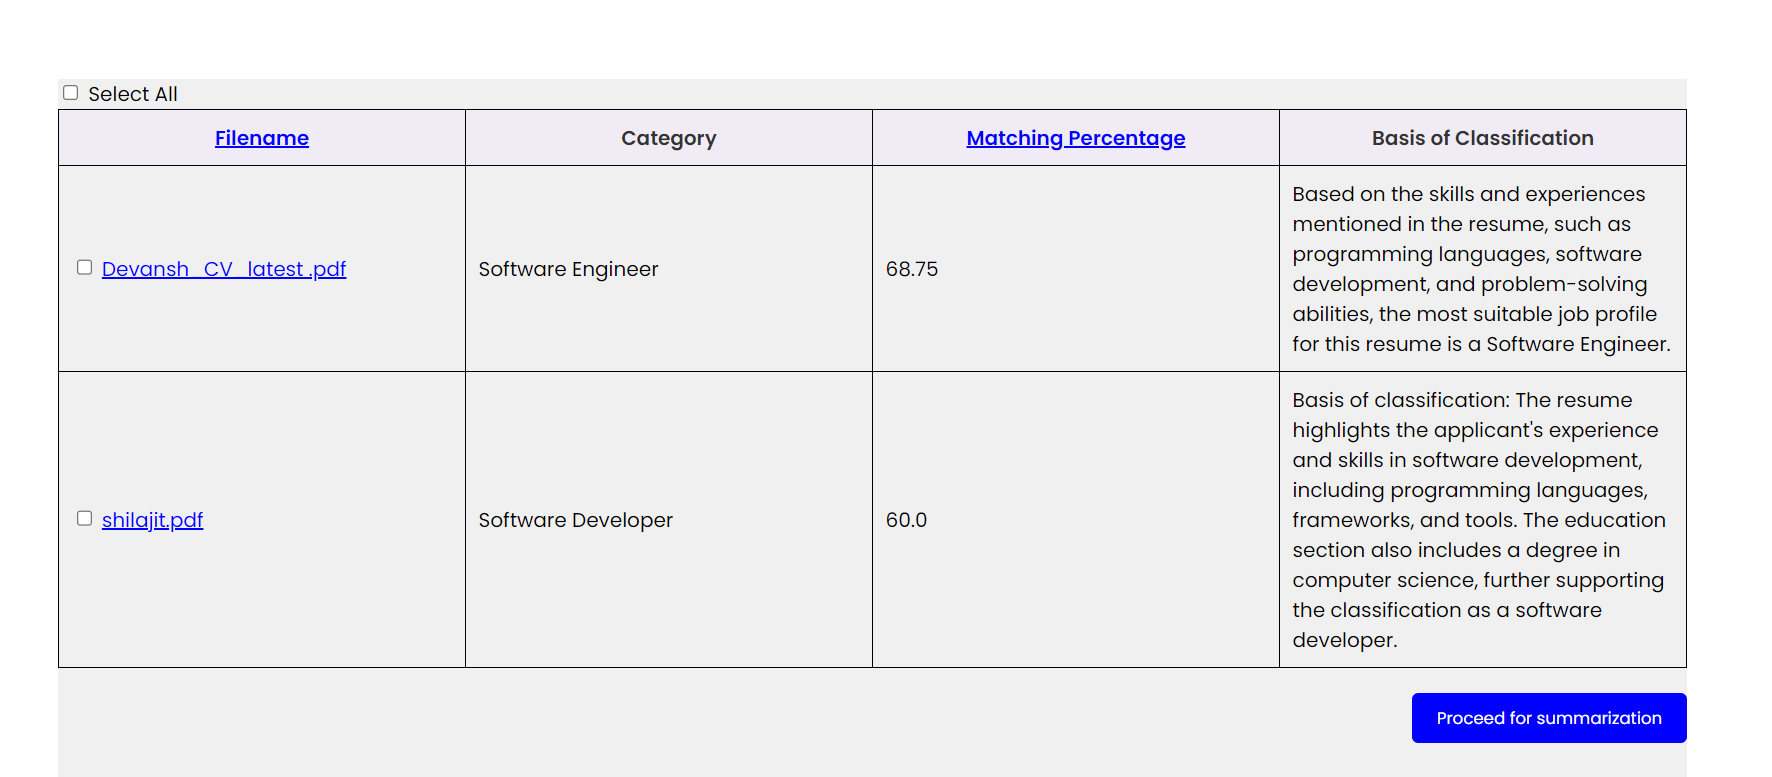 Select All
Filename
Category
Matching Percentage
Basis of Classification
Devansh_CV_latest .pdf
Software Engineer
68.75
Based on the skills and experiences
mentioned in the resume, such as
programming languages, software
development, and problem-solving
abilities, the most suitable job profile
for this resume is a Software Engineer.
shilajit.pdf
Software Developer
60.0
Basis of classification: The resume
highlights the applicant's experience
and skills in software development,
including programming languages,
frameworks, and tools. The education
section also includes a degree in
computer science, further supporting
the classification as a software
developer.
Proceed for summarization